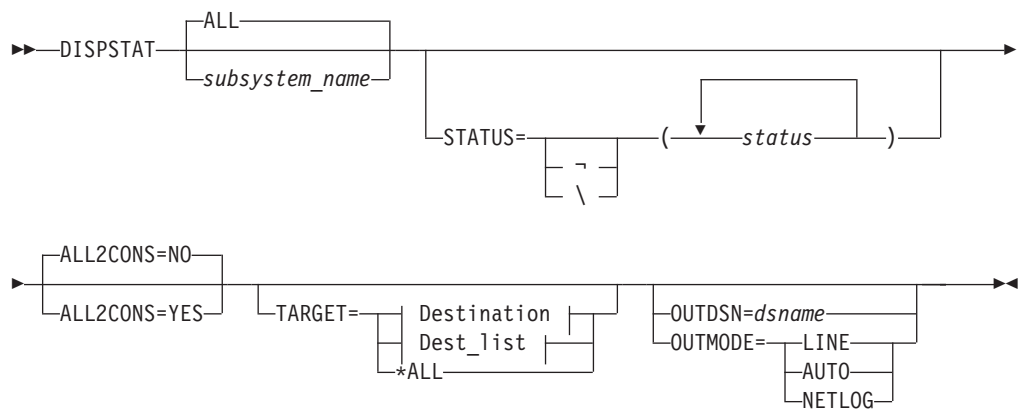 ALL
DISPSTAT
subsystem_name
STATUS= ( status )
¬
\
ALL2CONS=NO
ALL2CONS=YES
TARGET= Destination
Dest_list
*ALL
OUTDSN=dsname
OUTMODE= LINE
AUTO
NETLOG